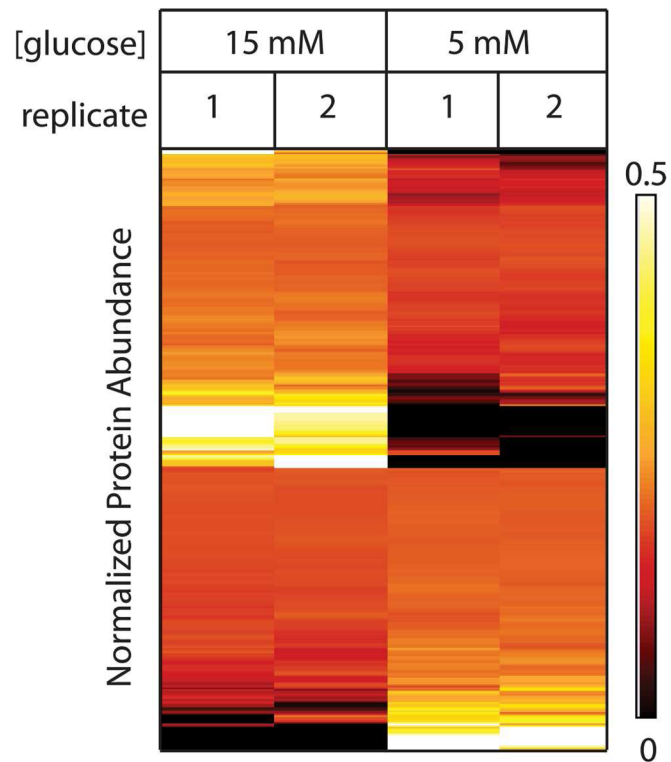 [glucose] 15 mM 5 mM
replicate 1 2 1 2
0.5
Normalized Protein Abundance
0